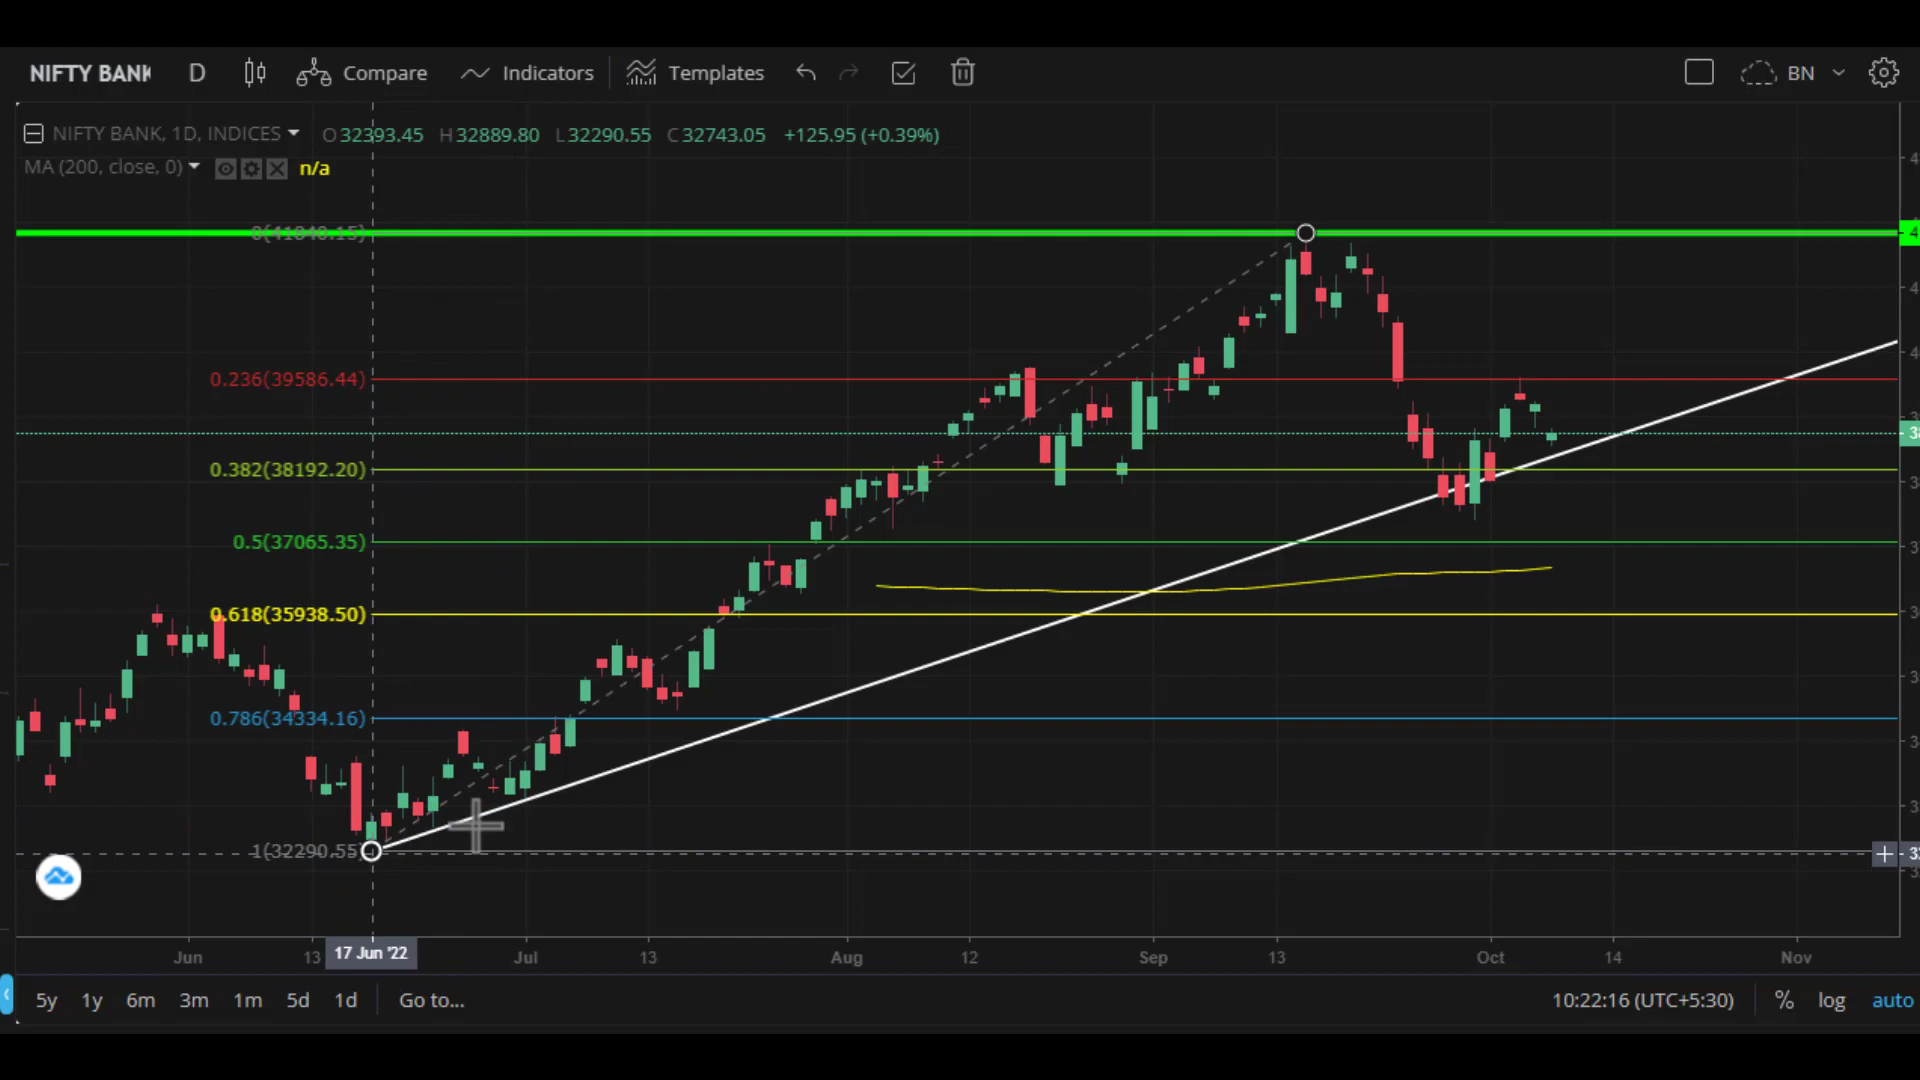 NIFTY BANK D Compare Indicators Templates BN
NIFTY BANK, 1D, INDICES O32393.45 H32889.80 L32290.55 C32743.05 +125.95 (+0.39%)
MA (200, close, 0) n/a
0(41840.15)
0.236(39586.44)
0.382(38192.20)
0.5(37065.35)
0.618(35938.50)
0.786(34334.16)
1(32290.55)
Jun 13 17 Jun '22 Jul 13 Aug 12 Sep 13 Oct 14 Nov
5y 1y 6m 3m 1m 5d 1d Go to... 10:22:16 (UTC+5:30) % log auto